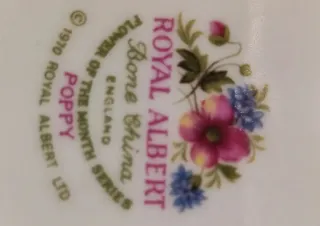 ROYAL ALBERT
Bone China
ENGLAND
"FLOWER OF THE MONTH SERIES"
POPPY
© 1970 ROYAL ALBERT LTD